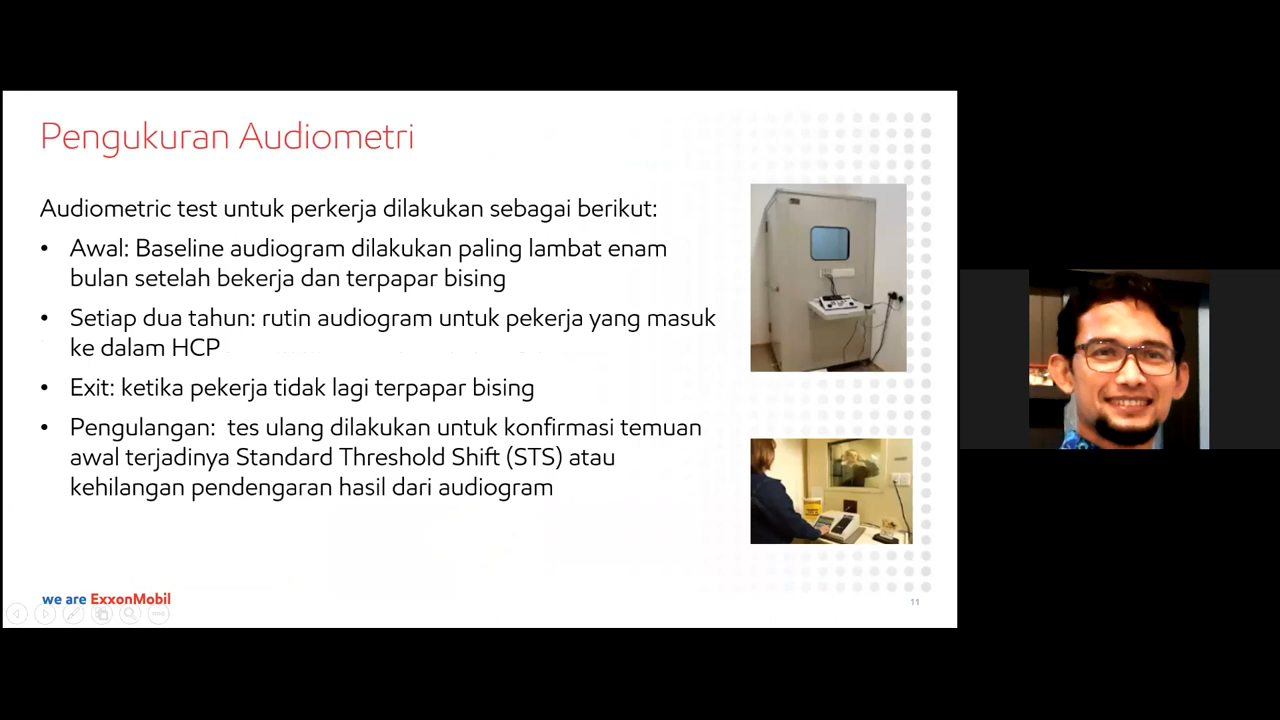 Pengukuran Audiometri
Audiometric test untuk perkerja dilakukan sebagai berikut:
• Awal: Baseline audiogram dilakukan paling lambat enam
bulan setelah bekerja dan terpapar bising
• Setiap dua tahun: rutin audiogram untuk pekerja yang masuk
ke dalam HCP
• Exit: ketika pekerja tidak lagi terpapar bising
• Pengulangan: tes ulang dilakukan untuk konfirmasi temuan
awal terjadinya Standard Threshold Shift (STS) atau
kehilangan pendengaran hasil dari audiogram
we are ExxonMobil
11